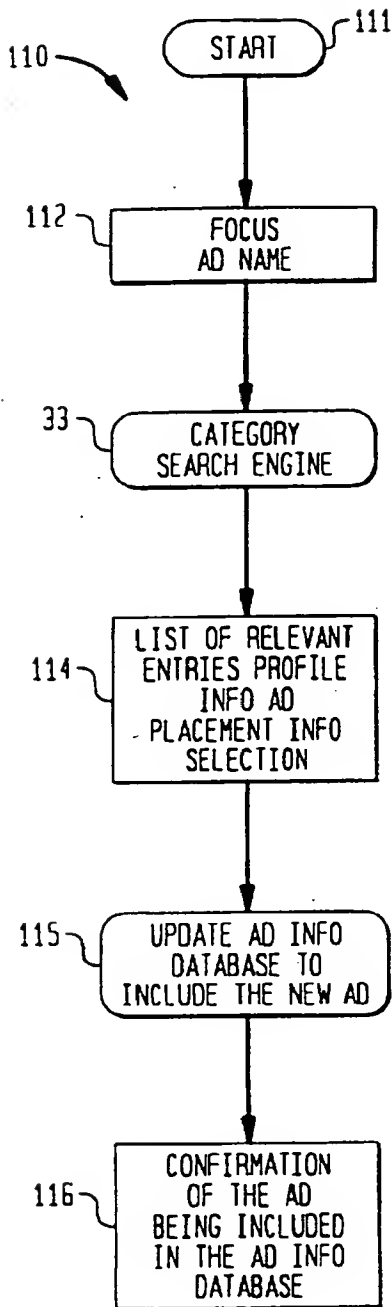 110
START
111
112
FOCUS
AD NAME
33
CATEGORY
SEARCH ENGINE
114
LIST OF RELEVANT
ENTRIES PROFILE
INFO AD
PLACEMENT INFO
SELECTION
115
UPDATE AD INFO
DATABASE TO
INCLUDE THE NEW AD
116
CONFIRMATION
OF THE AD
BEING INCLUDED
IN THE AD INFO
DATABASE